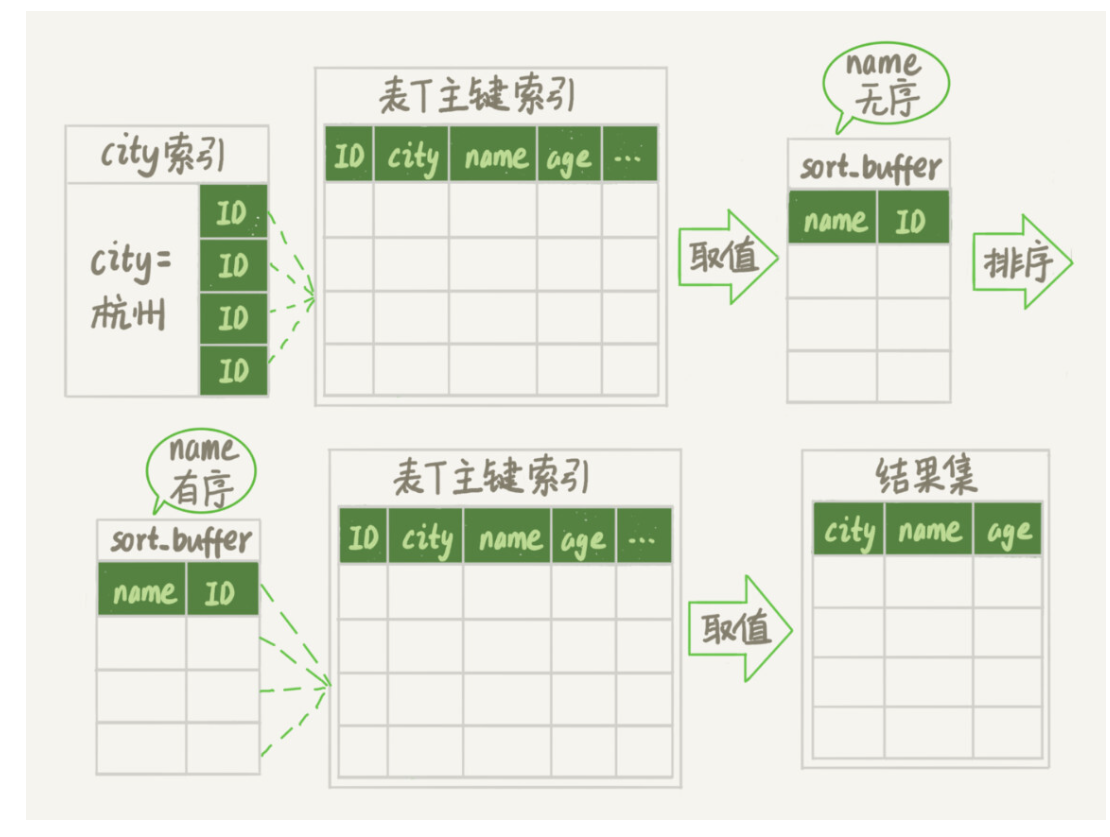 city索引
city=
杭州
ID
ID
ID
ID
表T主键索引
ID city name age ...
取值
name
无序
sort_buffer
name ID
排序
name
有序
sort_buffer
name ID
表T主键索引
ID city name age ...
取值
结果集
city name age